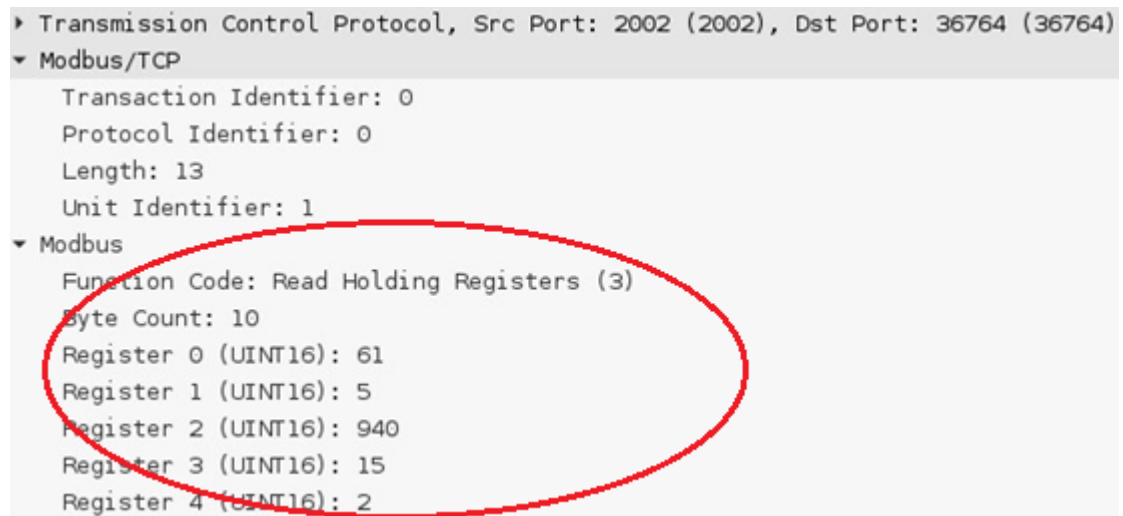 Transmission Control Protocol, Src Port: 2002 (2002), Dst Port: 36764 (36764)
Modbus/TCP
Transaction Identifier: 0
Protocol Identifier: 0
Length: 13
Unit Identifier: 1
Modbus
Function Code: Read Holding Registers (3)
Byte Count: 10
Register 0 (UINT16): 61
Register 1 (UINT16): 5
Register 2 (UINT16): 940
Register 3 (UINT16): 15
Register 4 (UINT16): 2